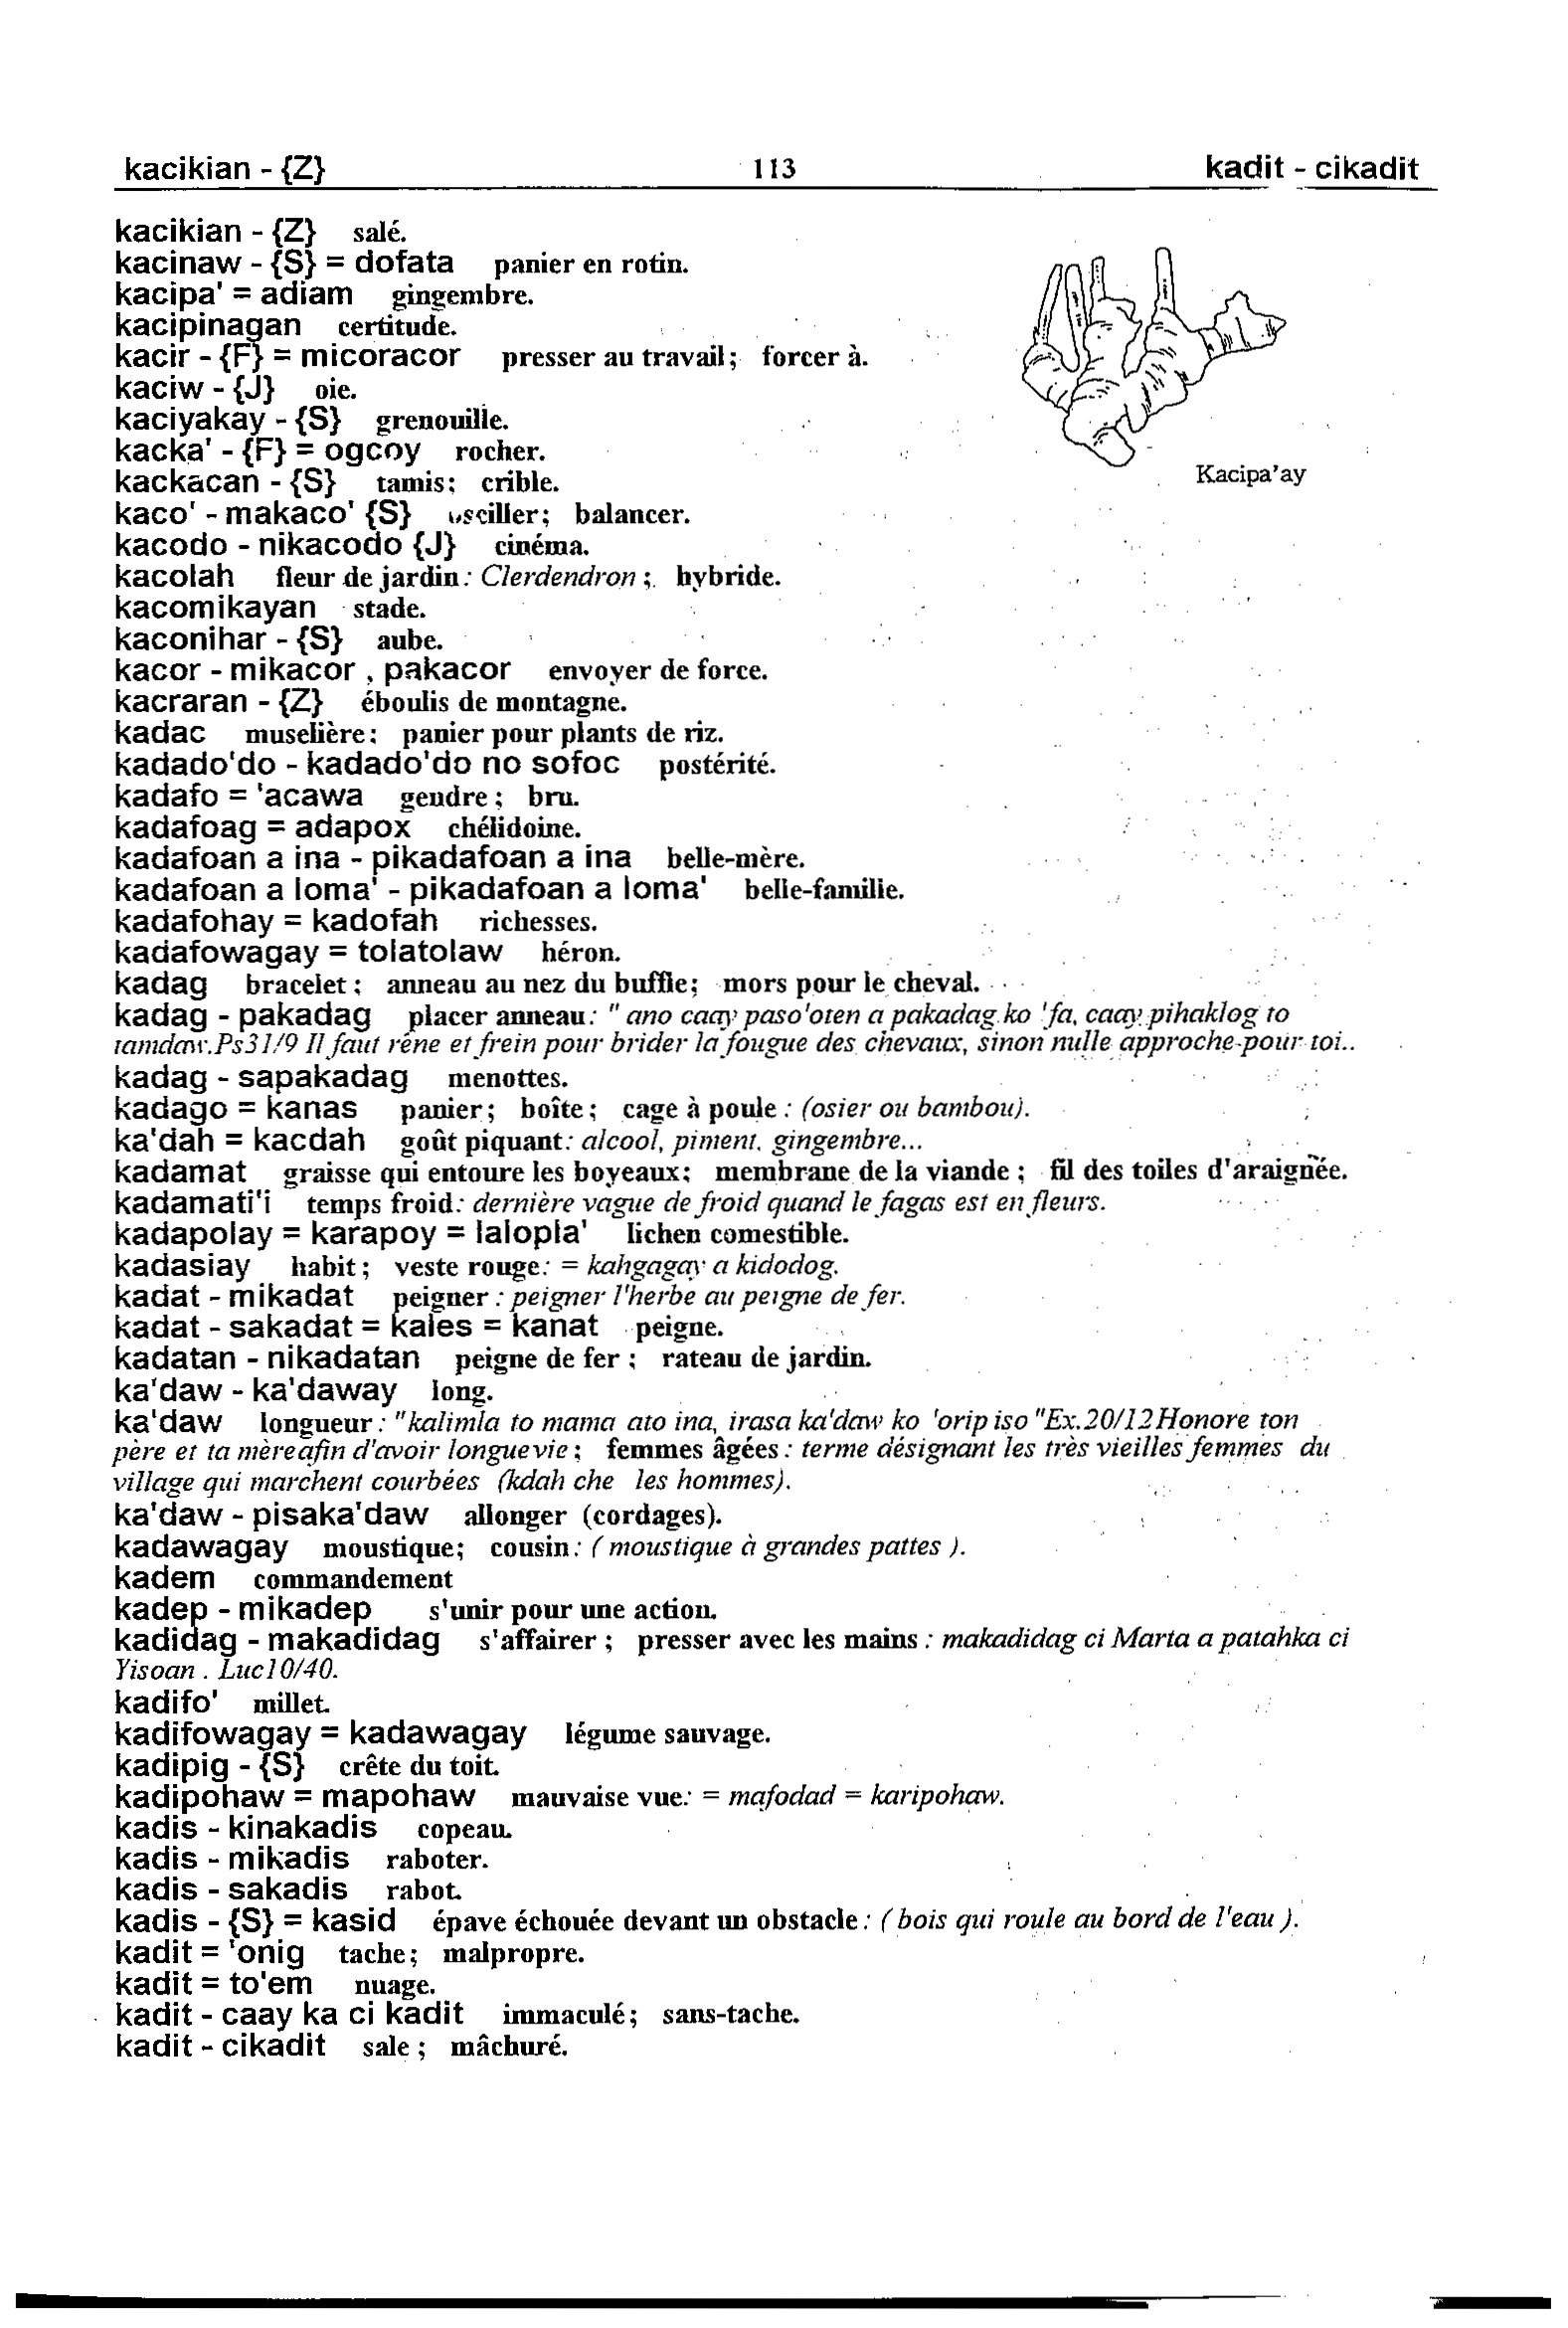 kacikian - {Z} 113 kadit - cikadit
kacikian - {Z} salé.
kacinaw - {S} = dofata panier en rotin.
kacipa' = adiam gingembre.
kacipinagan certitude.
kacir - {F} = micoracor presser au travail; forcer à.
kaciw - {J} oie.
kaciyakay - {S} grenouille.
kacka' - {F} = ogcoy rocher.
kackacan - {S} tamis; crible.
Kacipa'ay
kaco' - makaco' {S} osciller; balancer.
kacodo - nikacodo {J} cinéma.
kacolah fleur de jardin: Clerdendron ; hybride.
kacomikayan stade.
kaconihar - {S} aube.
kacor - mikacor , pakacor envoyer de force.
kacraran - {Z} éboulis de montagne.
kadac muselière; panier pour plants de riz.
kadado'do - kadado'do no sofoc postérité.
kadafo = 'acawa gendre ; bru.
kadafoag = adapox chélidoine.
kadafoan a ina - pikadafoan a ina belle-mère.
kadafoan a loma' - pikadafoan a loma' belle-famille.
kadafohay = kadofah richesses.
kadafowagay = tolatolaw héron.
kadag bracelet ; anneau au nez du buffle; mors pour le cheval.
kadag - pakadag placer anneau: " ano caay paso'oten a pakadag ko 'fa, caay pihaklog to
tamdaw.Ps31/9 Il faut rêne et frein pour brider la fougue des chevaux, sinon nulle approche pour toi..
kadag - sapakadag menottes.
kadago = kanas panier ; boîte ; cage à poule : (osier ou bambou).
ka'dah = kacdah goût piquant: alcool, piment. gingembre...
kadamat graisse qui entoure les boyeaux; membrane de la viande ; fil des toiles d'araignée.
kadamati'i temps froid: dernière vague de froid quand le fagas est en fleurs.
kadapolay = karapoy = lalopla' lichen comestible.
kadasiay habit ; veste rouge: = kahgagay a kidodog.
kadat - mikadat peigner : peigner l'herbe au peigne de fer.
kadat - sakadat = kales = kanat peigne.
kadatan - nikadatan peigne de fer ; rateau de jardin.
ka'daw - ka'daway long.
ka'daw longueur : "kalimla to mama ato ina, irasa ka'daw ko 'orip iso "Ex.20/12 Honore ton
père et ta mère afin d'avoir longue vie ; femmes âgées : terme désignant les très vieilles femmes du
village qui marchent courbées (kdah che les hommes).
ka'daw - pisaka'daw allonger (cordages).
kadawagay moustique; cousin: ( moustique à grandes pattes ).
kadem commandement
kadep - mikadep s'unir pour une action.
kadidag - makadidag s'affairer ; presser avec les mains : makadidag ci Marta a patahka ci
Yisoan . Luc10/40.
kadifo' millet.
kadifowagay = kadawagay légume sauvage.
kadipig - {S} crête du toit.
kadipohaw = mapohaw mauvaise vue: = mafodad = karipohaw.
kadis - kinakadis copeau.
kadis - mikadis raboter.
kadis - sakadis rabot.
kadis - {S} = kasid épave échouée devant un obstacle : ( bois qui roule au bord de l'eau ).
kadit = 'onig tache; malpropre.
kadit = to'em nuage.
kadit - caay ka ci kadit immaculé; sans-tache.
kadit - cikadit sale ; mâchuré.